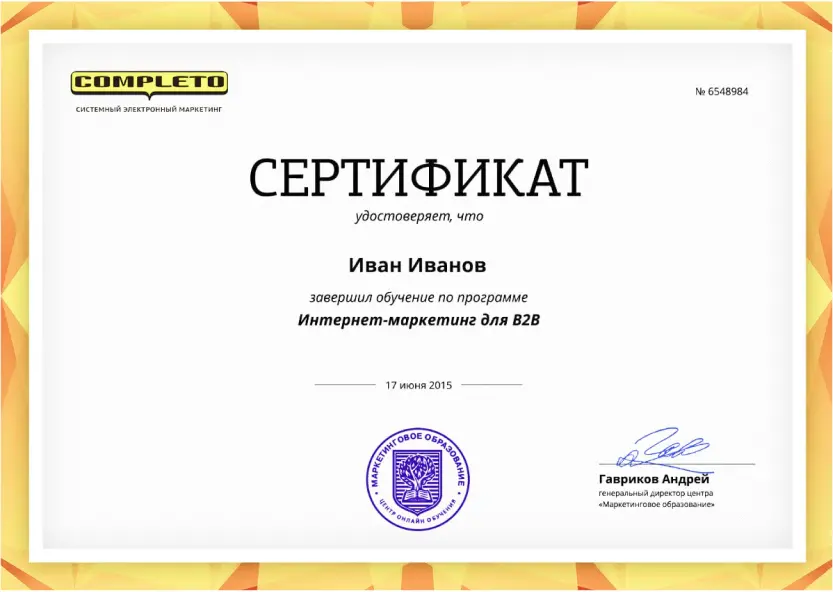 COMPLETO
СИСТЕМНЫЙ ЭЛЕКТРОННЫЙ МАРКЕТИНГ
№ 6548984
СЕРТИФИКАТ
удостоверяет, что
Иван Иванов
завершил обучение по программе
Интернет-маркетинг для B2B
17 июня 2015
МАРКЕТИНГОВОЕ ОБРАЗОВАНИЕ
ЦЕНТР ОНЛАЙН ОБУЧЕНИЯ
Гавриков Андрей
генеральный директор центра
«Маркетинговое образование»